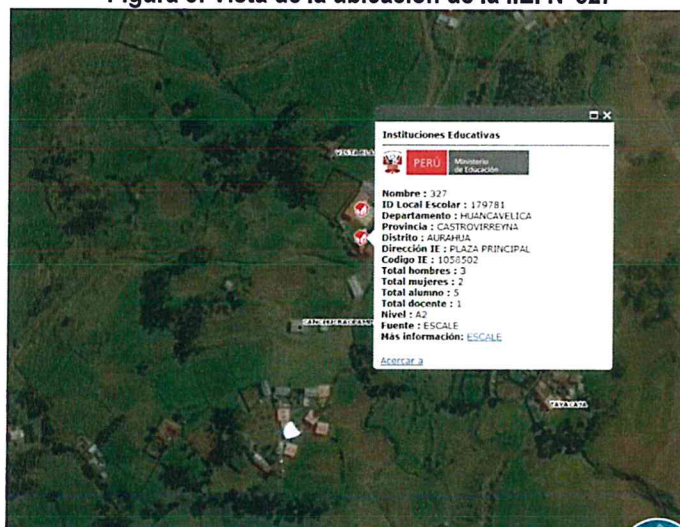 Figura 3. Vista de la ubicación de la I.E. N° 327
Instituciones Educativas
PERÚ
Ministerio
de Educación
Nombre : 327
ID Local Escolar : 179781
Departamento : HUANCAVELICA
Provincia : CASTROVIRREYNA
Distrito : AURAHUA
Dirección IE : PLAZA PRINCIPAL
Codigo IE : 1058502
Total hombres : 3
Total mujeres : 2
Total alumno : 5
Total docente : 1
Nivel : A2
Fuente : ESCALE
Más información: ESCALE
Acercar a